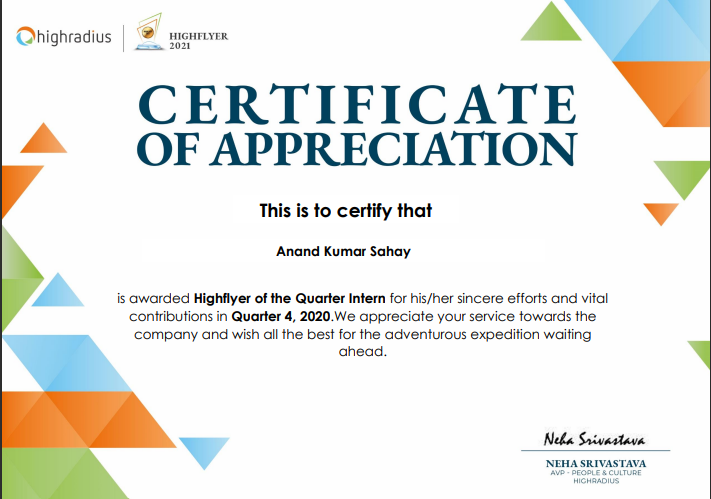 highradius
HIGHFLYER
2021
CERTIFICATE
OF APPRECIATION
This is to certify that
Anand Kumar Sahay
is awarded Highflyer of the Quarter Intern for his/her sincere efforts and vital
contributions in Quarter 4, 2020.We appreciate your service towards the
company and wish all the best for the adventurous expedition waiting
ahead.
Neha Srivastava
NEHA SRIVASTAVA
AVP - PEOPLE & CULTURE
HIGHRADIUS